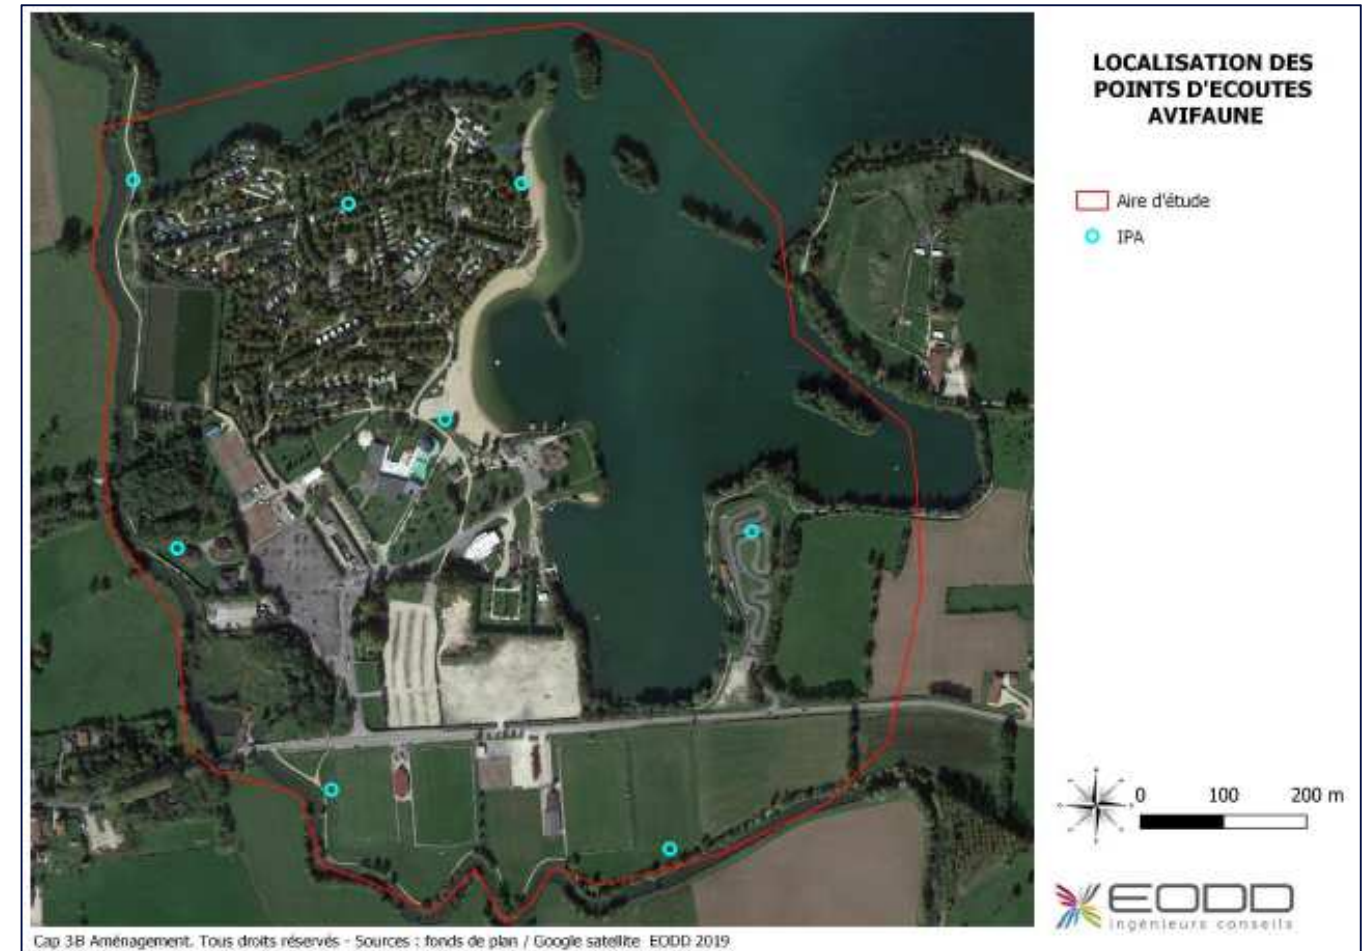 LOCALISATION DES
POINTS D'ECOUTES
AVIFAUNE
Aire d'étude
IPA
0 100 200 m
EODD
ingénieurs conseils
Cap 3B Aménagement. Tous droits réservés - Sources : fonds de plan / Google satellite EODD 2019